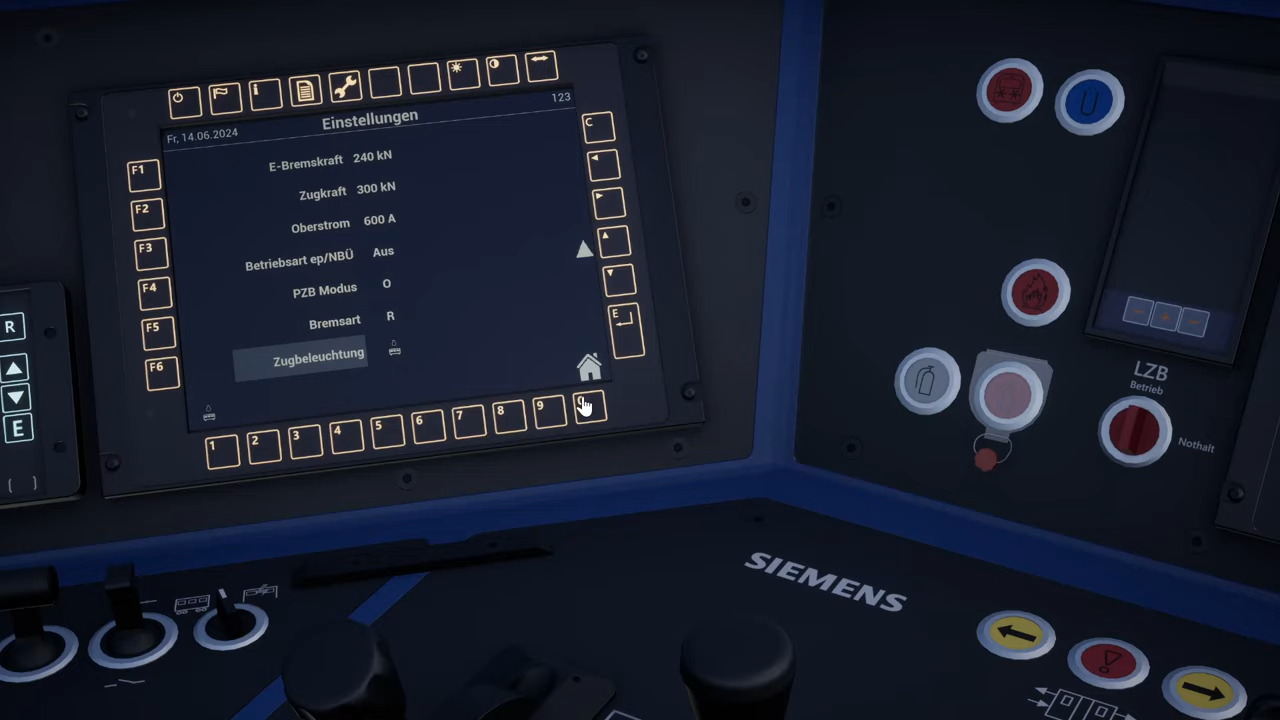 Fr, 14.06.2024
Einstellungen
123
E-Bremskraft 240 kN
Zugkraft 300 kN
Oberstrom 600 A
Betriebsart ep/NBÜ Aus
PZB Modus O
Bremsart R
Zugbeleuchtung
F1
F2
F3
F4
F5
F6
C
E
1
2
3
4
5
6
7
8
9
R
E
LZB
Betrieb
Nothalt
SIEMENS